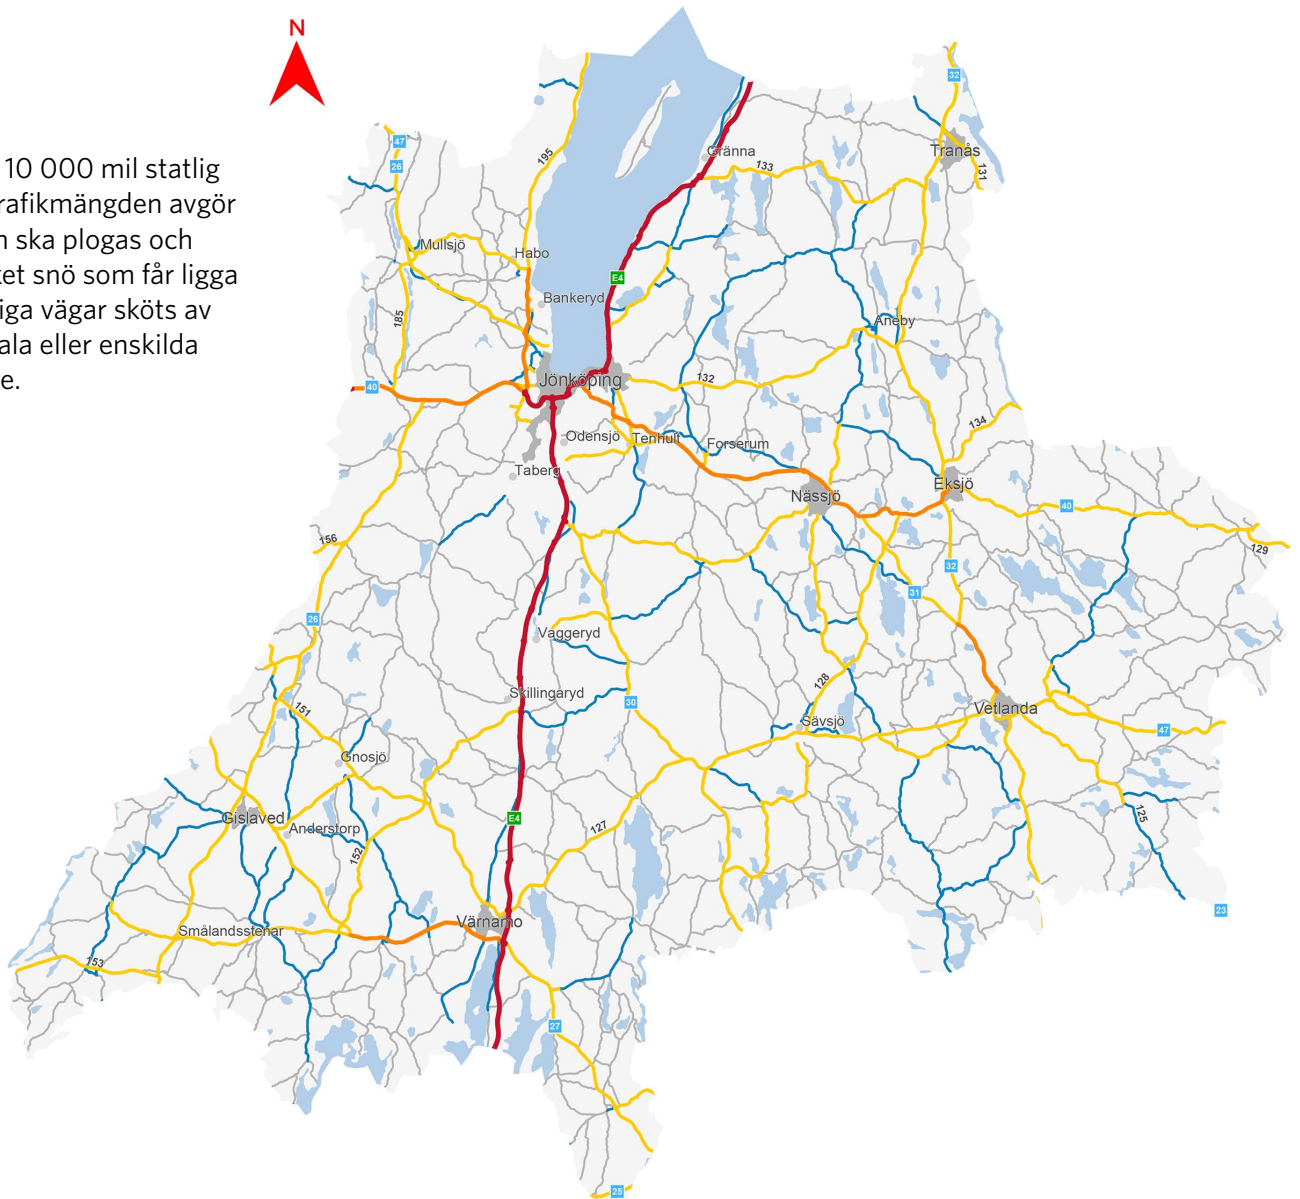 N
10 000 mil statlig
rafikmängden avgör
ska plogas och
ket snö som får ligga
iga vägar sköts av
ala eller enskilda
e.
32
47
26
Tranås
131
195
Gränna
133
Mullsjö
Habo
E4
Bankeryd
185
Aneby
40
Jönköping
132
134
Odensjö
Tenhult
Forserum
Taberg
Nässjö
Eksjö
40
156
129
32
31
26
Vaggeryd
128
Skillingaryd
30
151
Vetlanda
Sävsjö
47
Gnosjö
Gislaved
E4
125
Anderstorp
127
152
23
Värnamo
Smålandsstenar
153
27
25